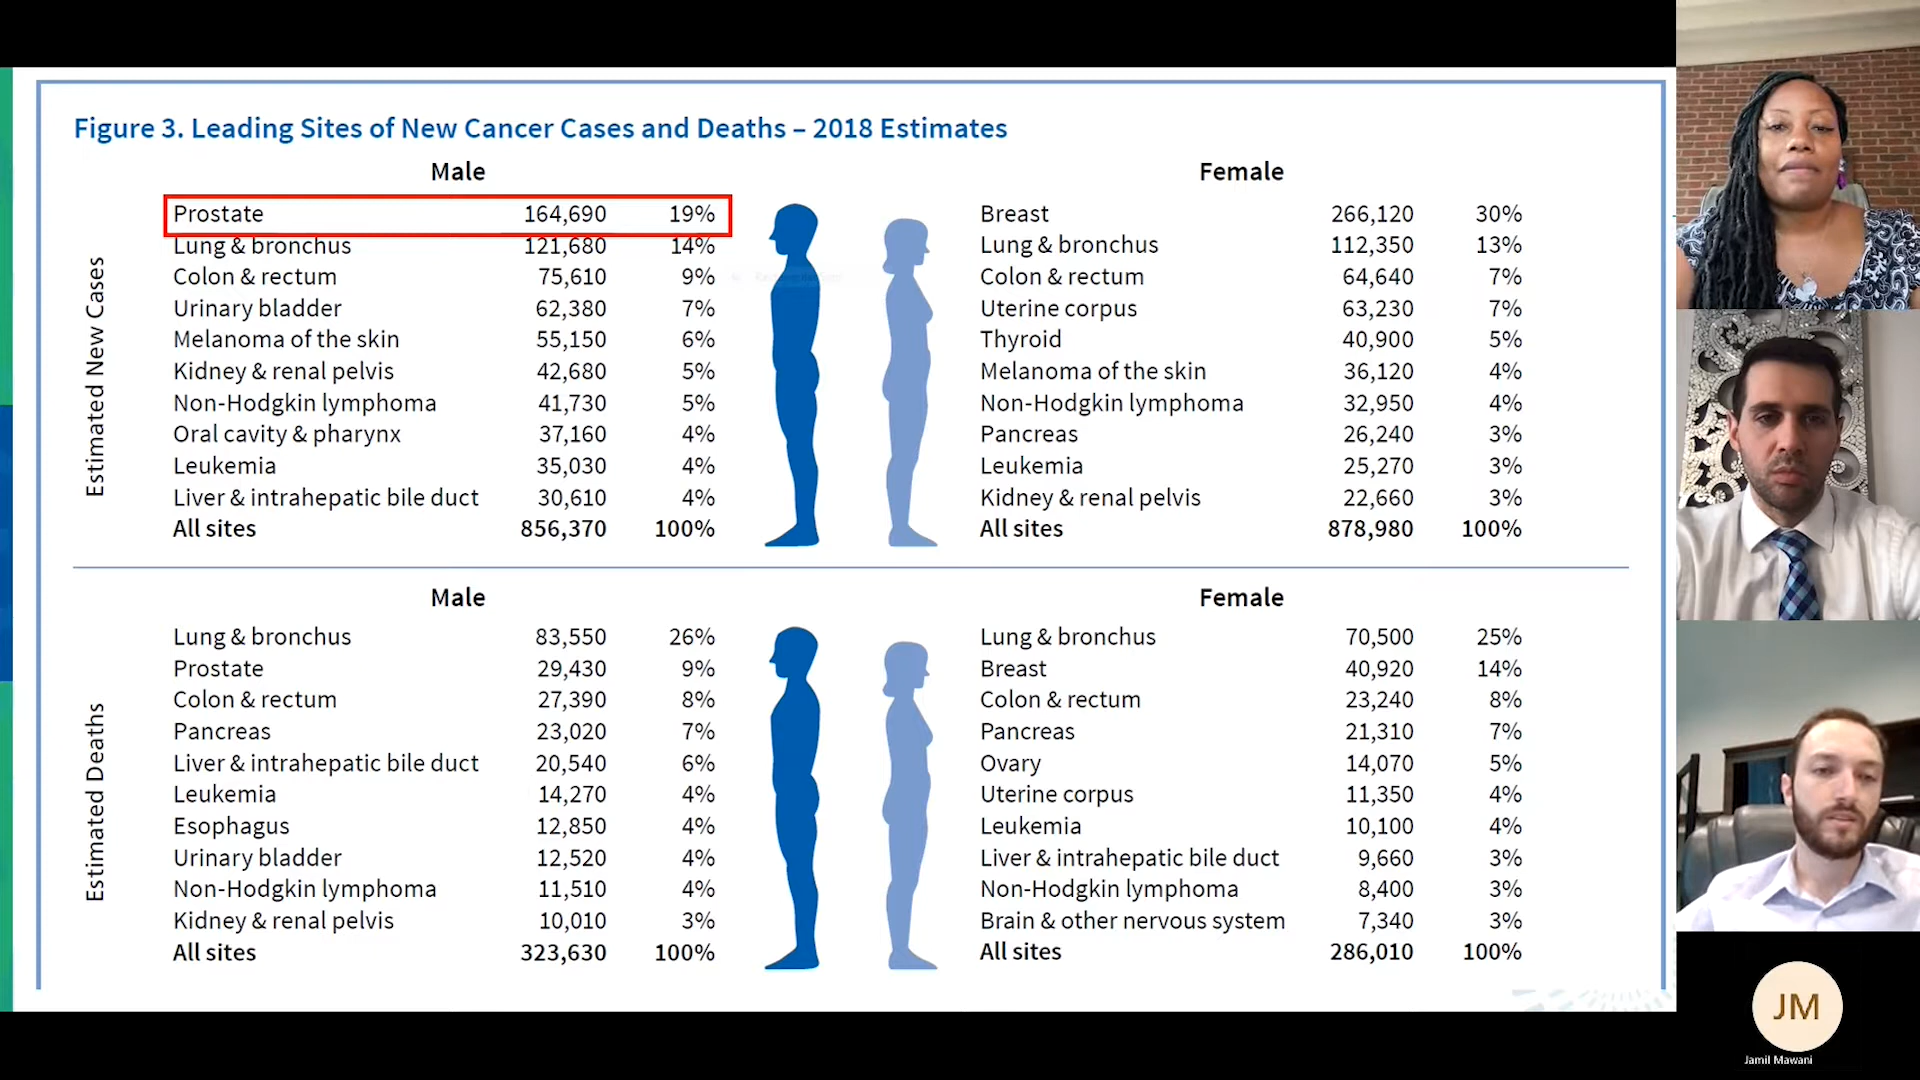 Figure 3. Leading Sites of New Cancer Cases and Deaths – 2018 Estimates
Male
Female
Estimated New Cases
Prostate 164,690 19%
Lung & bronchus 121,680 14%
Colon & rectum 75,610 9%
Urinary bladder 62,380 7%
Melanoma of the skin 55,150 6%
Kidney & renal pelvis 42,680 5%
Non-Hodgkin lymphoma 41,730 5%
Oral cavity & pharynx 37,160 4%
Leukemia 35,030 4%
Liver & intrahepatic bile duct 30,610 4%
All sites 856,370 100%
Breast 266,120 30%
Lung & bronchus 112,350 13%
Colon & rectum 64,640 7%
Uterine corpus 63,230 7%
Thyroid 40,900 5%
Melanoma of the skin 36,120 4%
Non-Hodgkin lymphoma 32,950 4%
Pancreas 26,240 3%
Leukemia 25,270 3%
Kidney & renal pelvis 22,660 3%
All sites 878,980 100%
Male
Female
Estimated Deaths
Lung & bronchus 83,550 26%
Prostate 29,430 9%
Colon & rectum 27,390 8%
Pancreas 23,020 7%
Liver & intrahepatic bile duct 20,540 6%
Leukemia 14,270 4%
Esophagus 12,850 4%
Urinary bladder 12,520 4%
Non-Hodgkin lymphoma 11,510 4%
Kidney & renal pelvis 10,010 3%
All sites 323,630 100%
Lung & bronchus 70,500 25%
Breast 40,920 14%
Colon & rectum 23,240 8%
Pancreas 21,310 7%
Ovary 14,070 5%
Uterine corpus 11,350 4%
Leukemia 10,100 4%
Liver & intrahepatic bile duct 9,660 3%
Non-Hodgkin lymphoma 8,400 3%
Brain & other nervous system 7,340 3%
All sites 286,010 100%
JM
Jamil Mawani